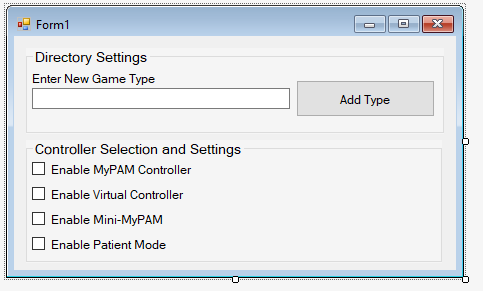 Form1
Directory Settings
Enter New Game Type
Add Type
Controller Selection and Settings
Enable MyPAM Controller
Enable Virtual Controller
Enable Mini-MyPAM
Enable Patient Mode